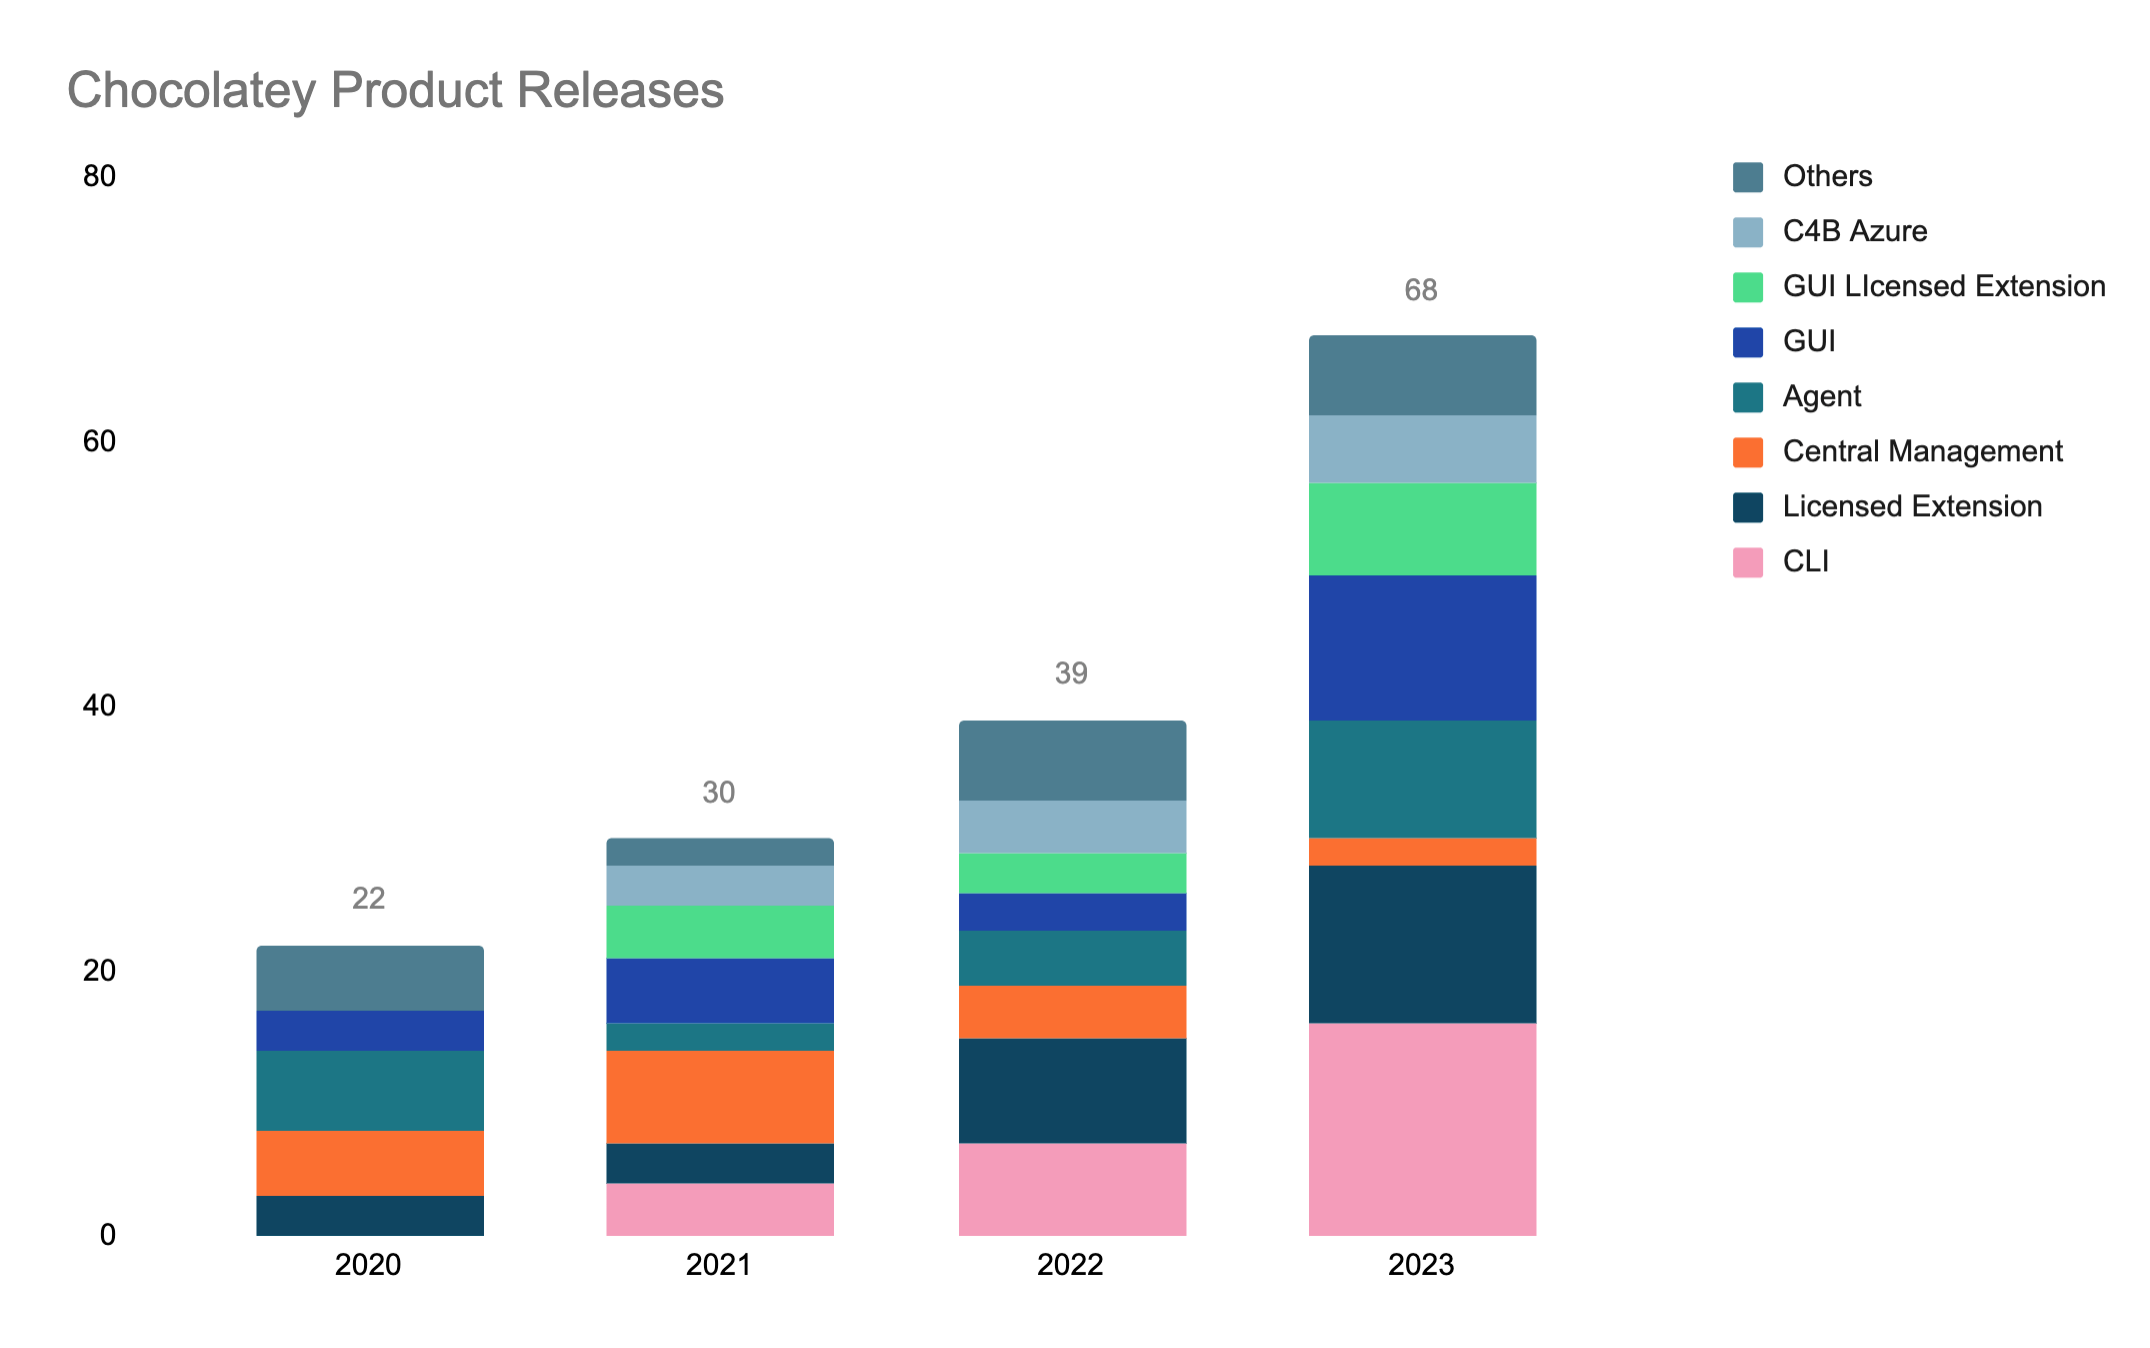 Chocolatey Product Releases
80
60
40
20
0
22
30
39
68
2020
2021
2022
2023
Others
C4B Azure
GUI LIcensed Extension
GUI
Agent
Central Management
Licensed Extension
CLI